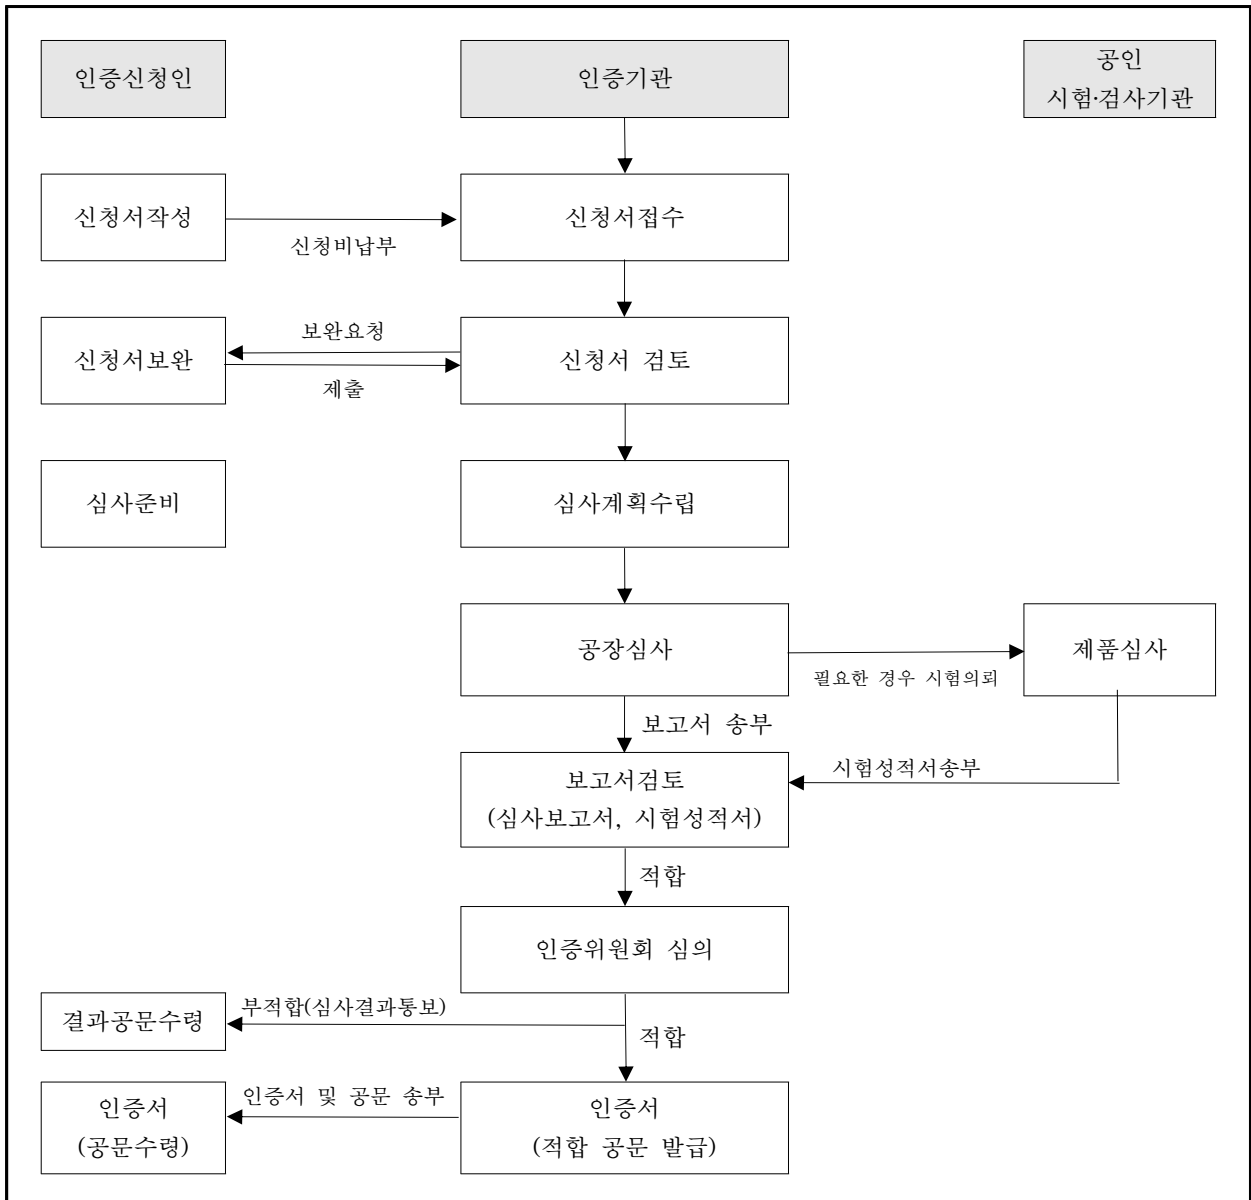 인증신청인
인증기관
공인
시험·검사기관
신청서작성
신청비납부
신청서접수
신청서보완
보완요청
제출
신청서 검토
심사준비
심사계획수립
공장심사
필요한 경우 시험의뢰
제품심사
보고서 송부
시험성적서송부
보고서검토
(심사보고서, 시험성적서)
적합
인증위원회 심의
결과공문수령
부적합(심사결과통보)
적합
인증서
(공문수령)
인증서 및 공문 송부
인증서
(적합 공문 발급)